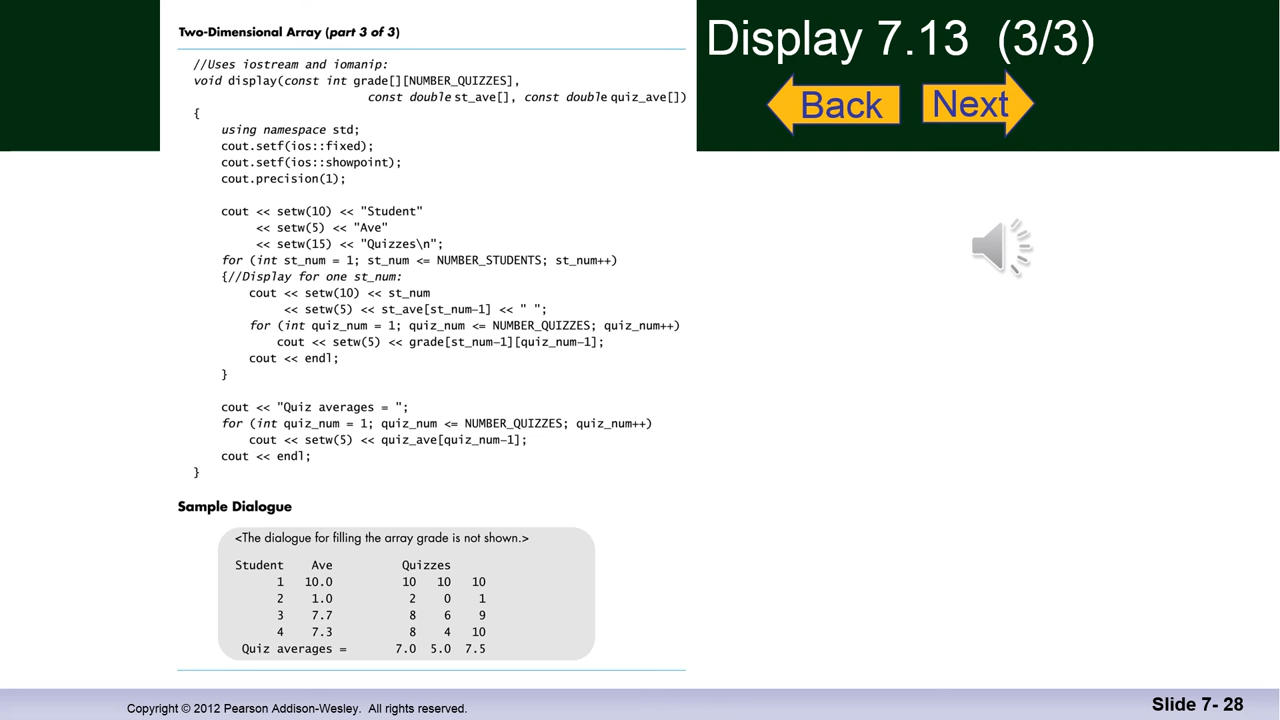 Two-Dimensional Array (part 3 of 3)
//Uses iostream and iomanip:
void display(const int grade[][NUMBER_QUIZZES],
const double st_ave[], const double quiz_ave[])
{
using namespace std;
cout.setf(ios::fixed);
cout.setf(ios::showpoint);
cout.precision(1);
cout << setw(10) << "Student"
<< setw(5) << "Ave"
<< setw(15) << "Quizzes\n";
for (int st_num = 1; st_num <= NUMBER_STUDENTS; st_num++)
{//Display for one st_num:
cout << setw(10) << st_num
<< setw(5) << st_ave[st_num−1] << " ";
for (int quiz_num = 1; quiz_num <= NUMBER_QUIZZES; quiz_num++)
cout << setw(5) << grade[st_num−1][quiz_num−1];
cout << endl;
}
cout << "Quiz averages = ";
for (int quiz_num = 1; quiz_num <= NUMBER_QUIZZES; quiz_num++)
cout << setw(5) << quiz_ave[quiz_num−1];
cout << endl;
}
Sample Dialogue
<The dialogue for filling the array grade is not shown.>
Student Ave Quizzes
1 10.0 10 10 10
2 1.0 2 0 1
3 7.7 8 6 9
4 7.3 8 4 10
Quiz averages = 7.0 5.0 7.5
Display 7.13 (3/3)
Back Next
Copyright © 2012 Pearson Addison-Wesley. All rights reserved.
Slide 7- 28